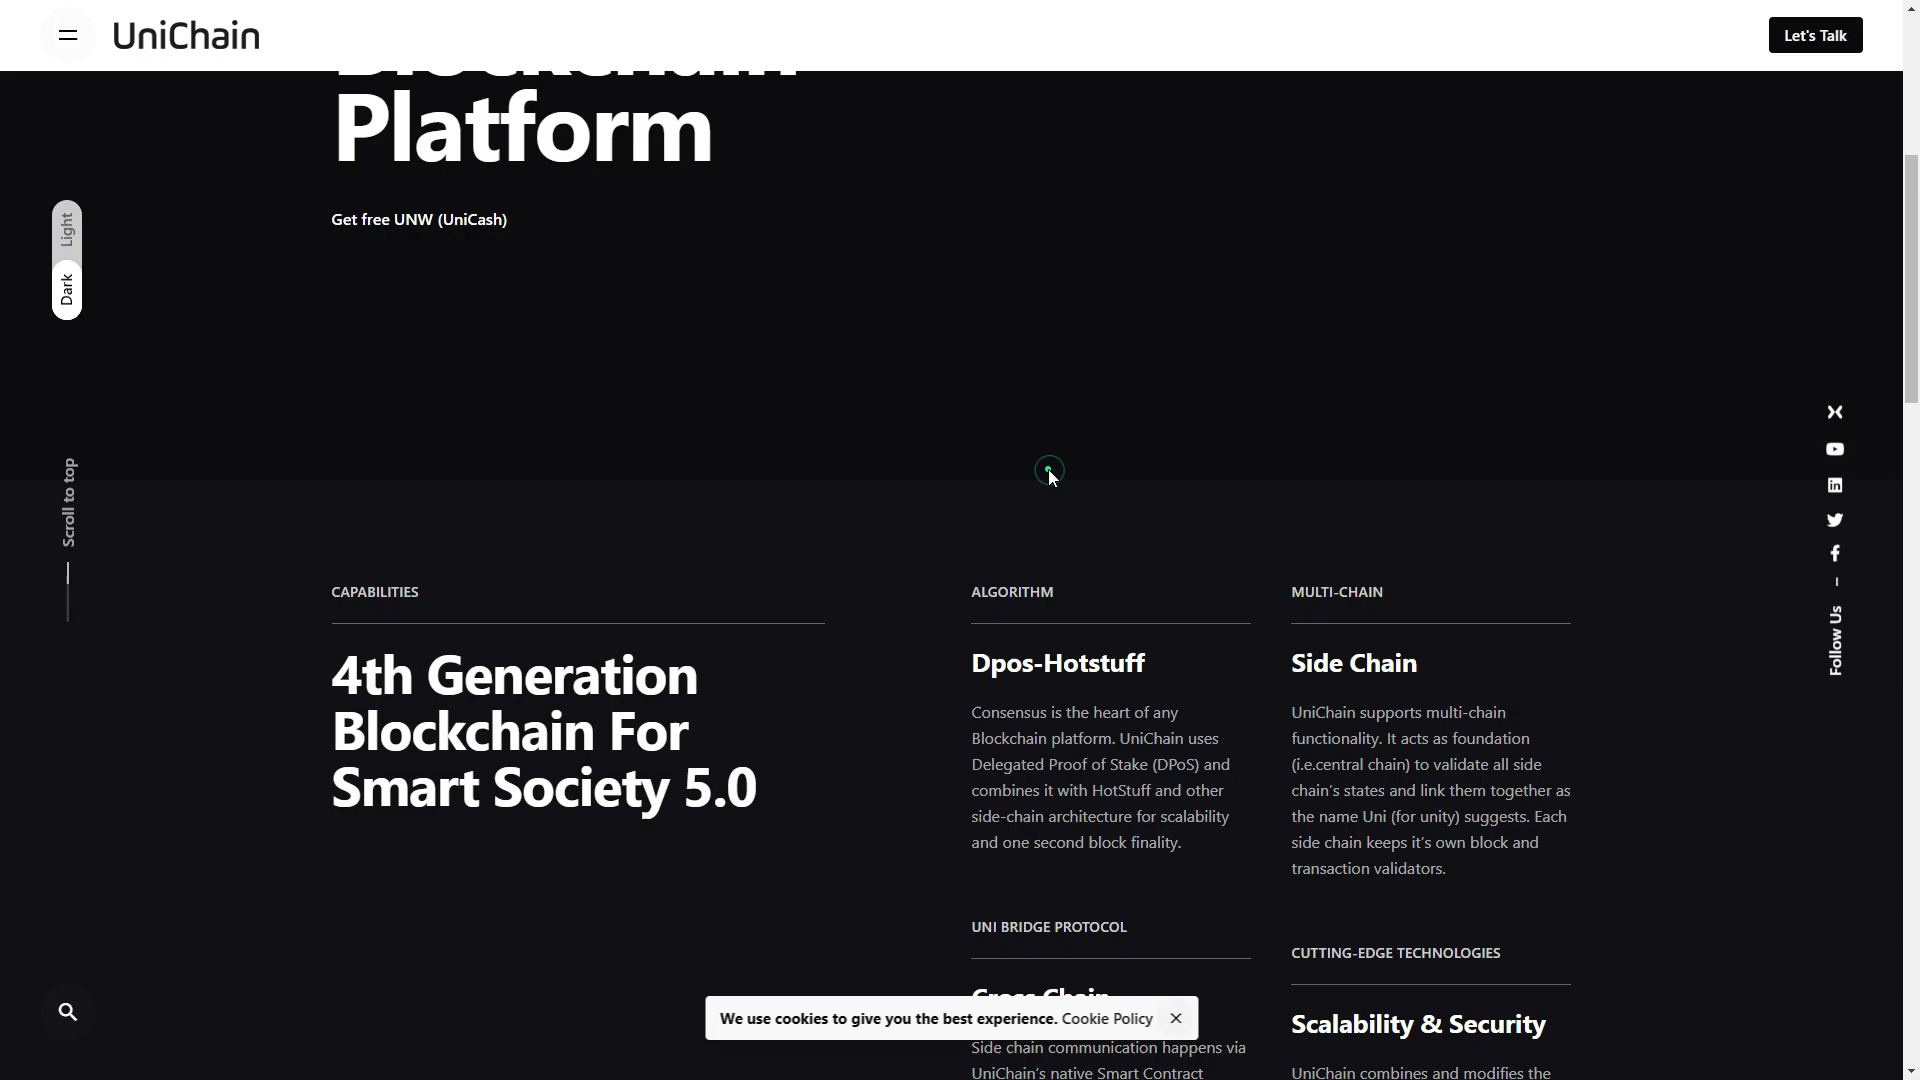 UniChain
Let's Talk
Blockchain
Platform
Get free UNW (UniCash)
Light
Dark
Scroll to top
Follow Us
CAPABILITIES
4th Generation
Blockchain For
Smart Society 5.0
ALGORITHM
Dpos-Hotstuff
Consensus is the heart of any
Blockchain platform. UniChain uses
Delegated Proof of Stake (DPoS) and
combines it with HotStuff and other
side-chain architecture for scalability
and one second block finality.
MULTI-CHAIN
Side Chain
UniChain supports multi-chain
functionality. It acts as foundation
(i.e.central chain) to validate all side
chain's states and link them together as
the name Uni (for unity) suggests. Each
side chain keeps it's own block and
transaction validators.
UNI BRIDGE PROTOCOL
Cross Chain
Side chain communication happens via
UniChain's native Smart Contract
CUTTING-EDGE TECHNOLOGIES
Scalability & Security
UniChain combines and modifies the
We use cookies to give you the best experience. Cookie Policy